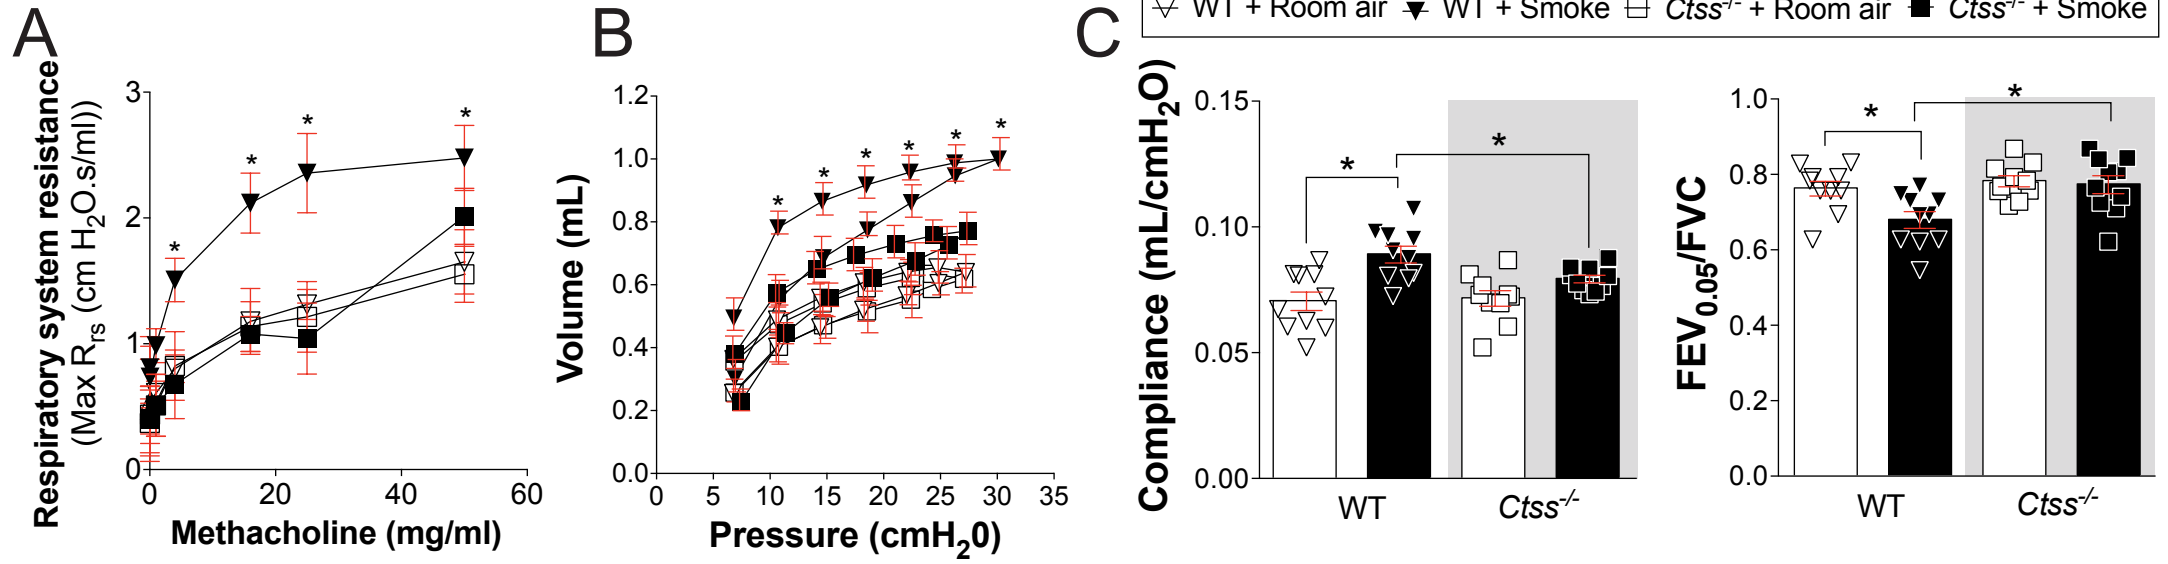 A
B
C
WT + Room air WT + Smoke Ctss-/- + Room air Ctss-/- + Smoke
Respiratory system resistance
(Max Rrs (cm H2O.s/ml))
3
2
1
0
* * * *
0 20 40 60
Methacholine (mg/ml)
Volume (mL)
1.2
1.0
0.8
0.6
0.4
0.2
0.0
* * * * * *
0 5 10 15 20 25 30 35
Pressure (cmH20)
Compliance (mL/cmH2O)
0.15
0.10
0.05
0.00
* *
WT Ctss-/-
FEV0.05/FVC
1.0
0.8
0.6
0.4
0.2
0.0
* *
WT Ctss-/-